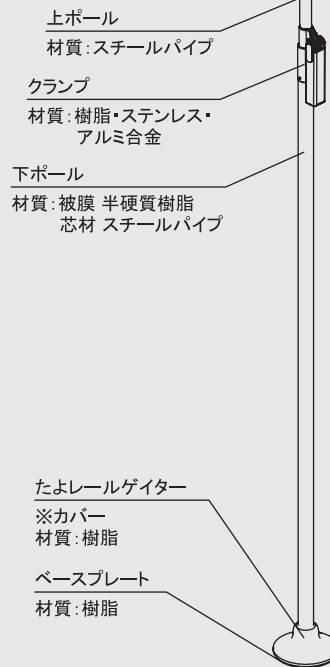 上ポール
材質:スチールパイプ
クランプ
材質:樹脂・ステンレス・
アルミ合金
下ポール
材質:被膜 半硬質樹脂
芯材 スチールパイプ
たよレールゲイター
※カバー
材質:樹脂
ベースプレート
材質:樹脂